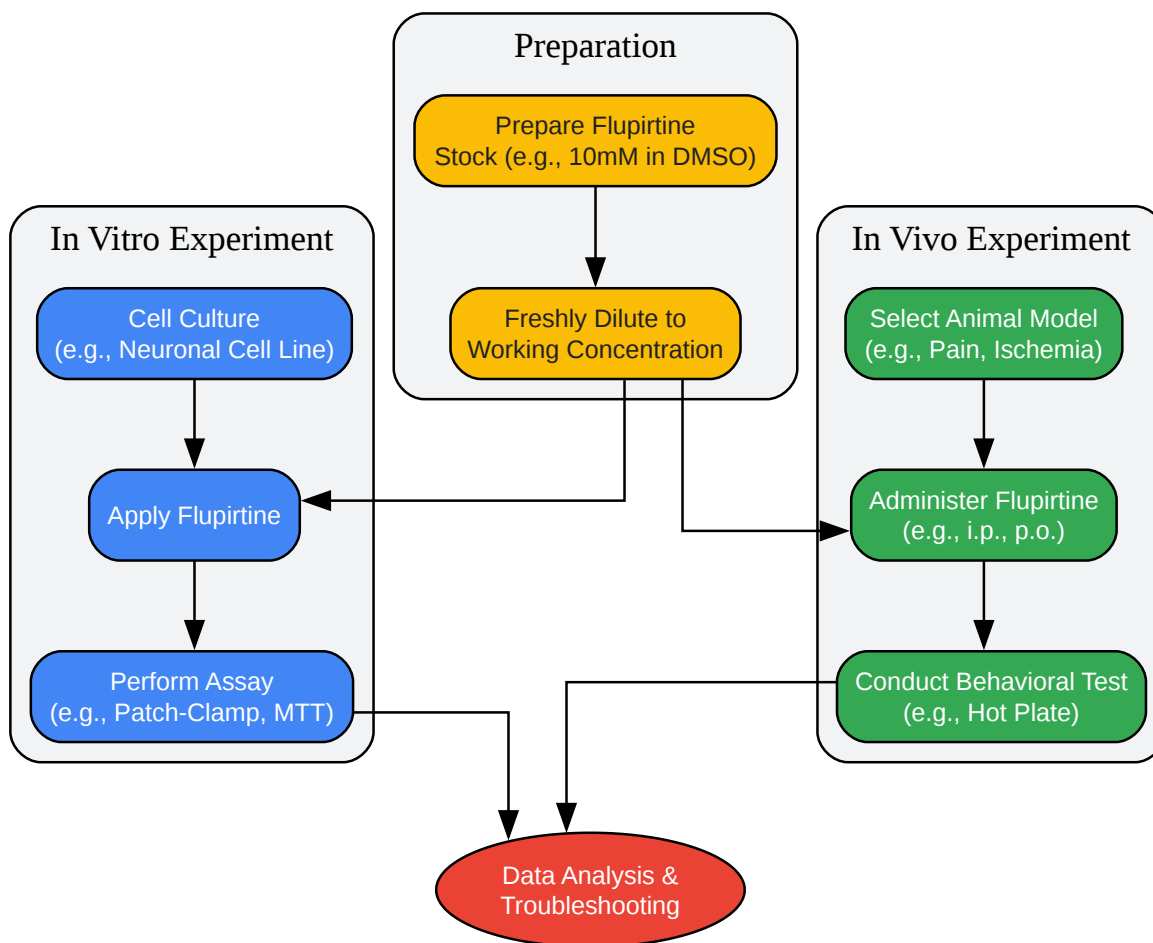 Preparation
Prepare Flupirtine
Stock (e.g., 10mM in DMSO)
Freshly Dilute to
Working Concentration
In Vitro Experiment
Cell Culture
(e.g., Neuronal Cell Line)
Apply Flupirtine
Perform Assay
(e.g., Patch-Clamp, MTT)
In Vivo Experiment
Select Animal Model
(e.g., Pain, Ischemia)
Administer Flupirtine
(e.g., i.p., p.o.)
Conduct Behavioral Test
(e.g., Hot Plate)
Data Analysis &
Troubleshooting